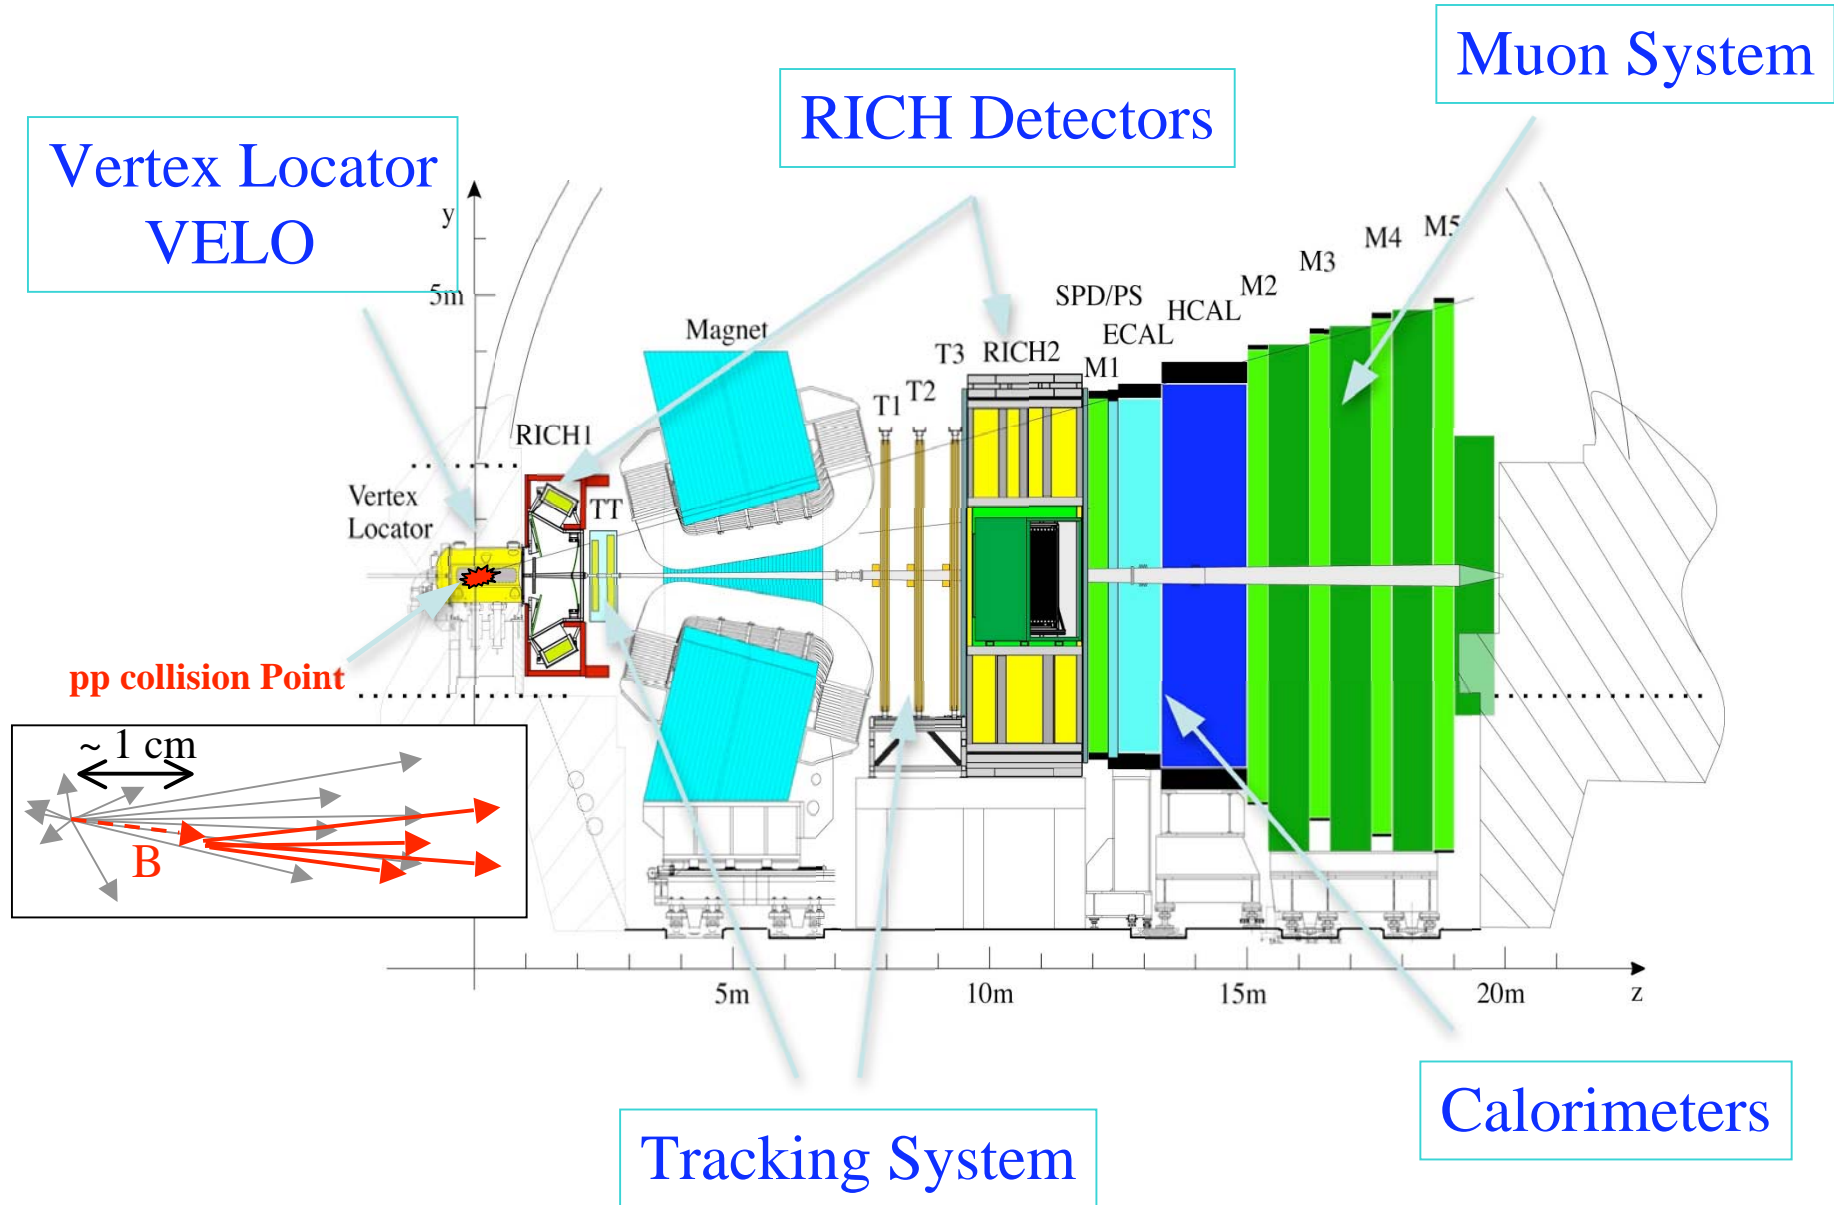 Muon System
RICH Detectors
Vertex Locator
VELO
y
5m
M5
M4
M3
M2
SPD/PS
HCAL
ECAL
Magnet
T3
RICH2
M1
T2
T1
RICH1
TT
Vertex
Locator
pp collision Point
~ 1 cm
B
5m
10m
15m
20m
z
Calorimeters
Tracking System